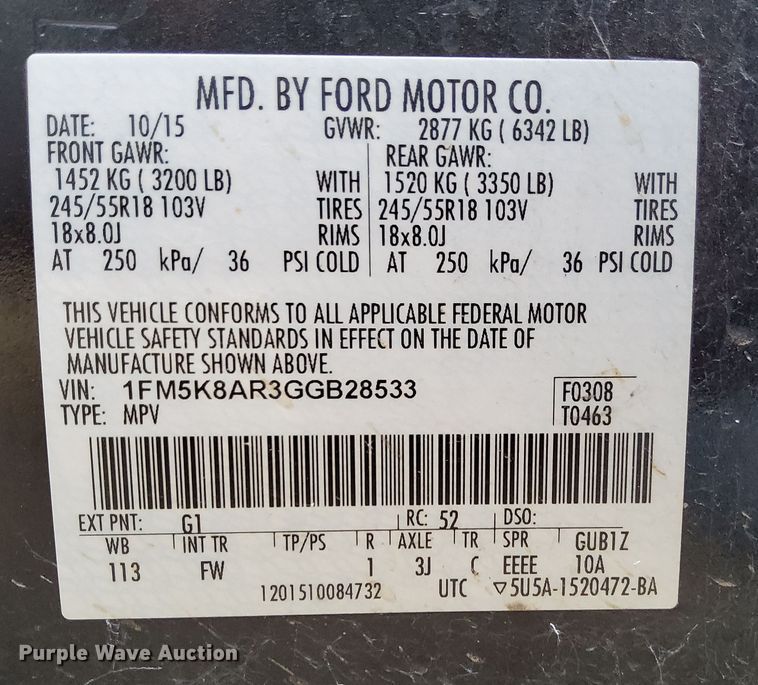 MFD. BY FORD MOTOR CO.
DATE: 10/15 GVWR: 2877 KG ( 6342 LB)
FRONT GAWR: REAR GAWR:
1452 KG ( 3200 LB) WITH 1520 KG ( 3350 LB) WITH
245/55R18 103V TIRES 245/55R18 103V TIRES
18x8.0J RIMS 18x8.0J RIMS
AT 250 kPa/ 36 PSI COLD AT 250 kPa/ 36 PSI COLD
THIS VEHICLE CONFORMS TO ALL APPLICABLE FEDERAL MOTOR
VEHICLE SAFETY STANDARDS IN EFFECT ON THE DATE OF
MANUFACTURE SHOWN ABOVE.
VIN: 1FM5K8AR3GGB28533 F0308
TYPE: MPV T0463
EXT PNT: G1 RC: 52 DSO:
WB INT TR TP/PS R AXLE TR SPR GUB1Z
113 FW 1 3J C EEEE 10A
1201510084732 UTC ▽5U5A-1520472-BA
Purple Wave Auction